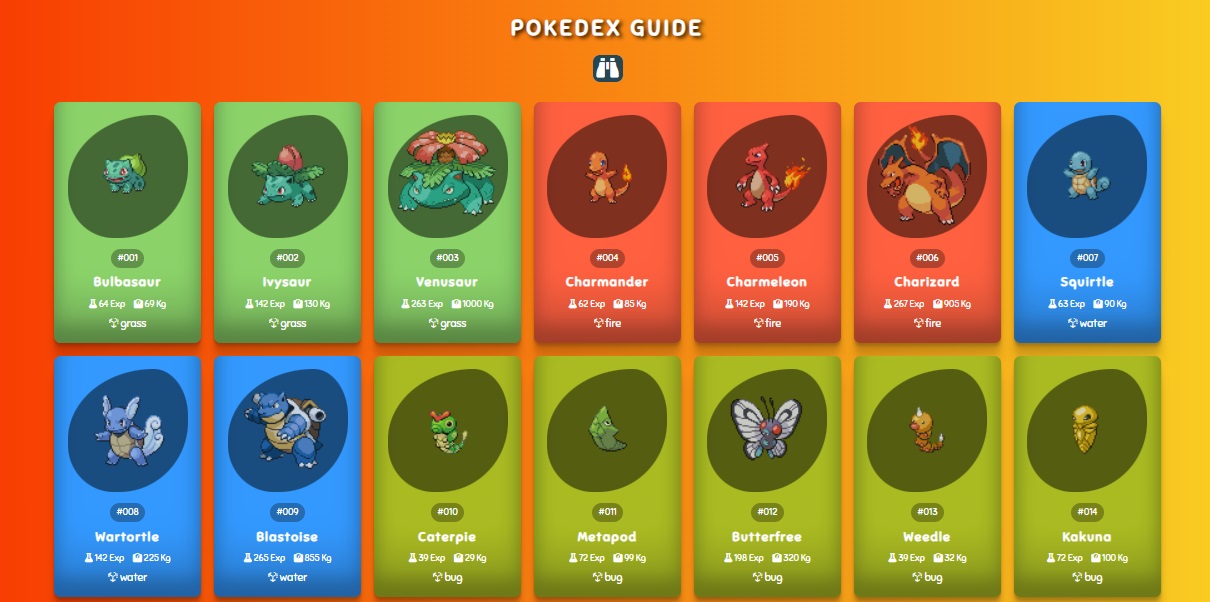 POKEDEX GUIDE
#001
Bulbasaur
64 Exp 69 Kg
grass
#002
Ivysaur
142 Exp 130 Kg
grass
#003
Venusaur
263 Exp 1000 Kg
grass
#004
Charmander
62 Exp 85 Kg
fire
#005
Charmeleon
142 Exp 190 Kg
fire
#006
Charizard
267 Exp 905 Kg
fire
#007
Squirtle
63 Exp 90 Kg
water
#008
Wartortle
142 Exp 225 Kg
water
#009
Blastoise
265 Exp 855 Kg
water
#010
Caterpie
39 Exp 29 Kg
bug
#011
Metapod
72 Exp 99 Kg
bug
#012
Butterfree
198 Exp 320 Kg
bug
#013
Weedle
39 Exp 32 Kg
bug
#014
Kakuna
72 Exp 100 Kg
bug